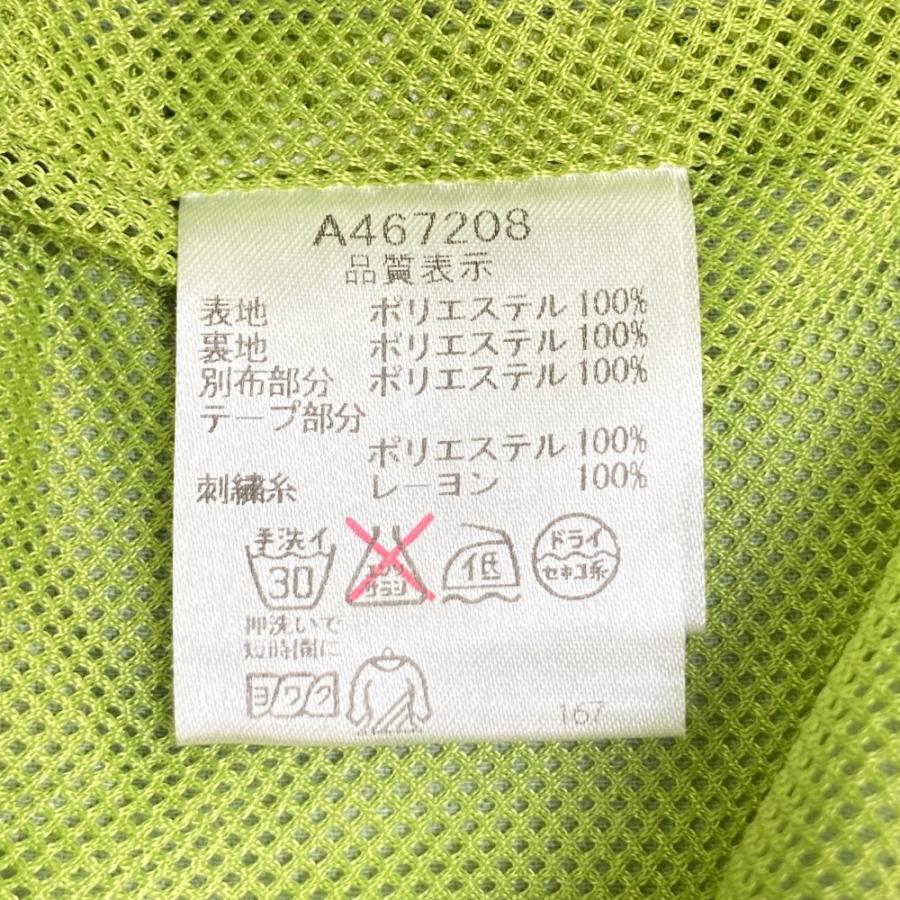 A467208
品質表示
表地 ポリエステル 100%
裏地 ポリエステル 100%
別布部分 ポリエステル 100%
テープ部分
ポリエステル 100%
刺繍糸 レーヨン 100%
手洗イ
30
エンソ
サラシ
低
ドライ
セキユ系
押洗いで
短時間に
ヨワク
167